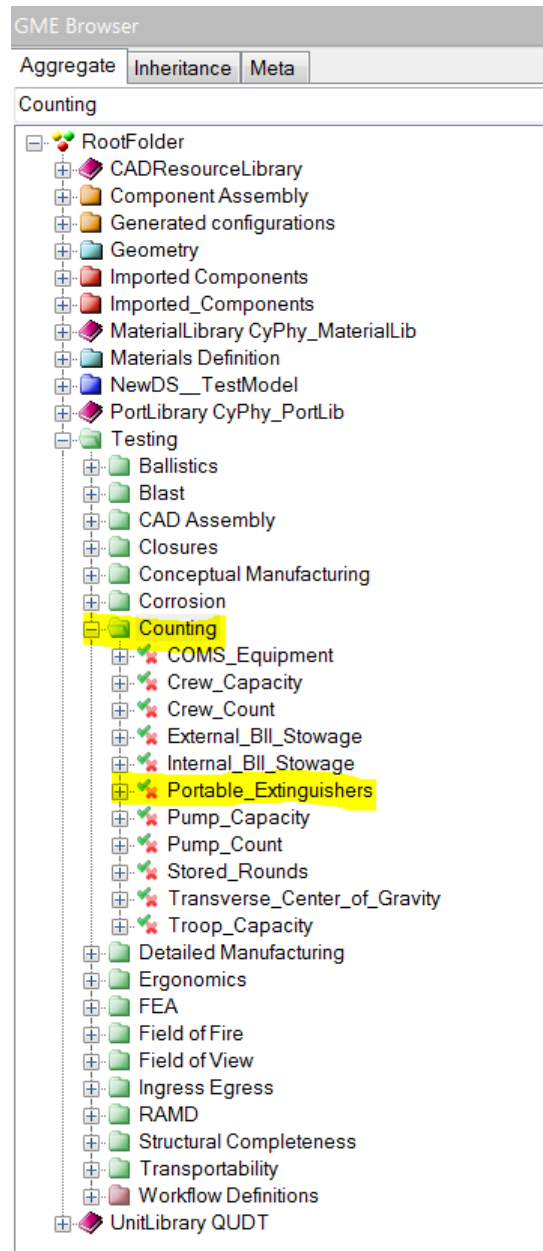 GME Browser
Aggregate Inheritance Meta
Counting
RootFolder
CADResourceLibrary
Component Assembly
Generated configurations
Geometry
Imported Components
Imported_Components
MaterialLibrary CyPhy_MaterialLib
Materials Definition
NewDS__TestModel
PortLibrary CyPhy_PortLib
Testing
Ballistics
Blast
CAD Assembly
Closures
Conceptual Manufacturing
Corrosion
Counting
COMS_Equipment
Crew_Capacity
Crew_Count
External_BII_Stowage
Internal_BII_Stowage
Portable_Extinguishers
Pump_Capacity
Pump_Count
Stored_Rounds
Transverse_Center_of_Gravity
Troop_Capacity
Detailed Manufacturing
Ergonomics
FEA
Field of Fire
Field of View
Ingress Egress
RAMD
Structural Completeness
Transportability
Workflow Definitions
UnitLibrary QUDT